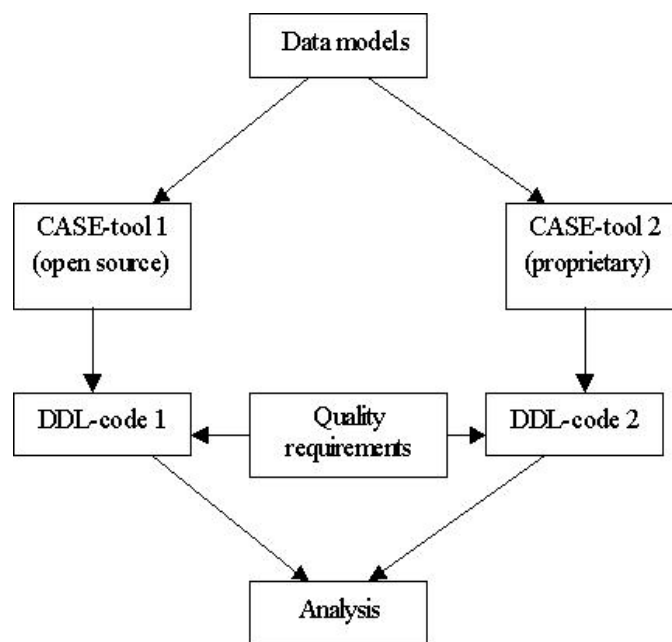 Data models
CASE-tool 1
(open source)
CASE-tool 2
(proprietary)
DDL-code 1
Quality
requirements
DDL-code 2
Analysis